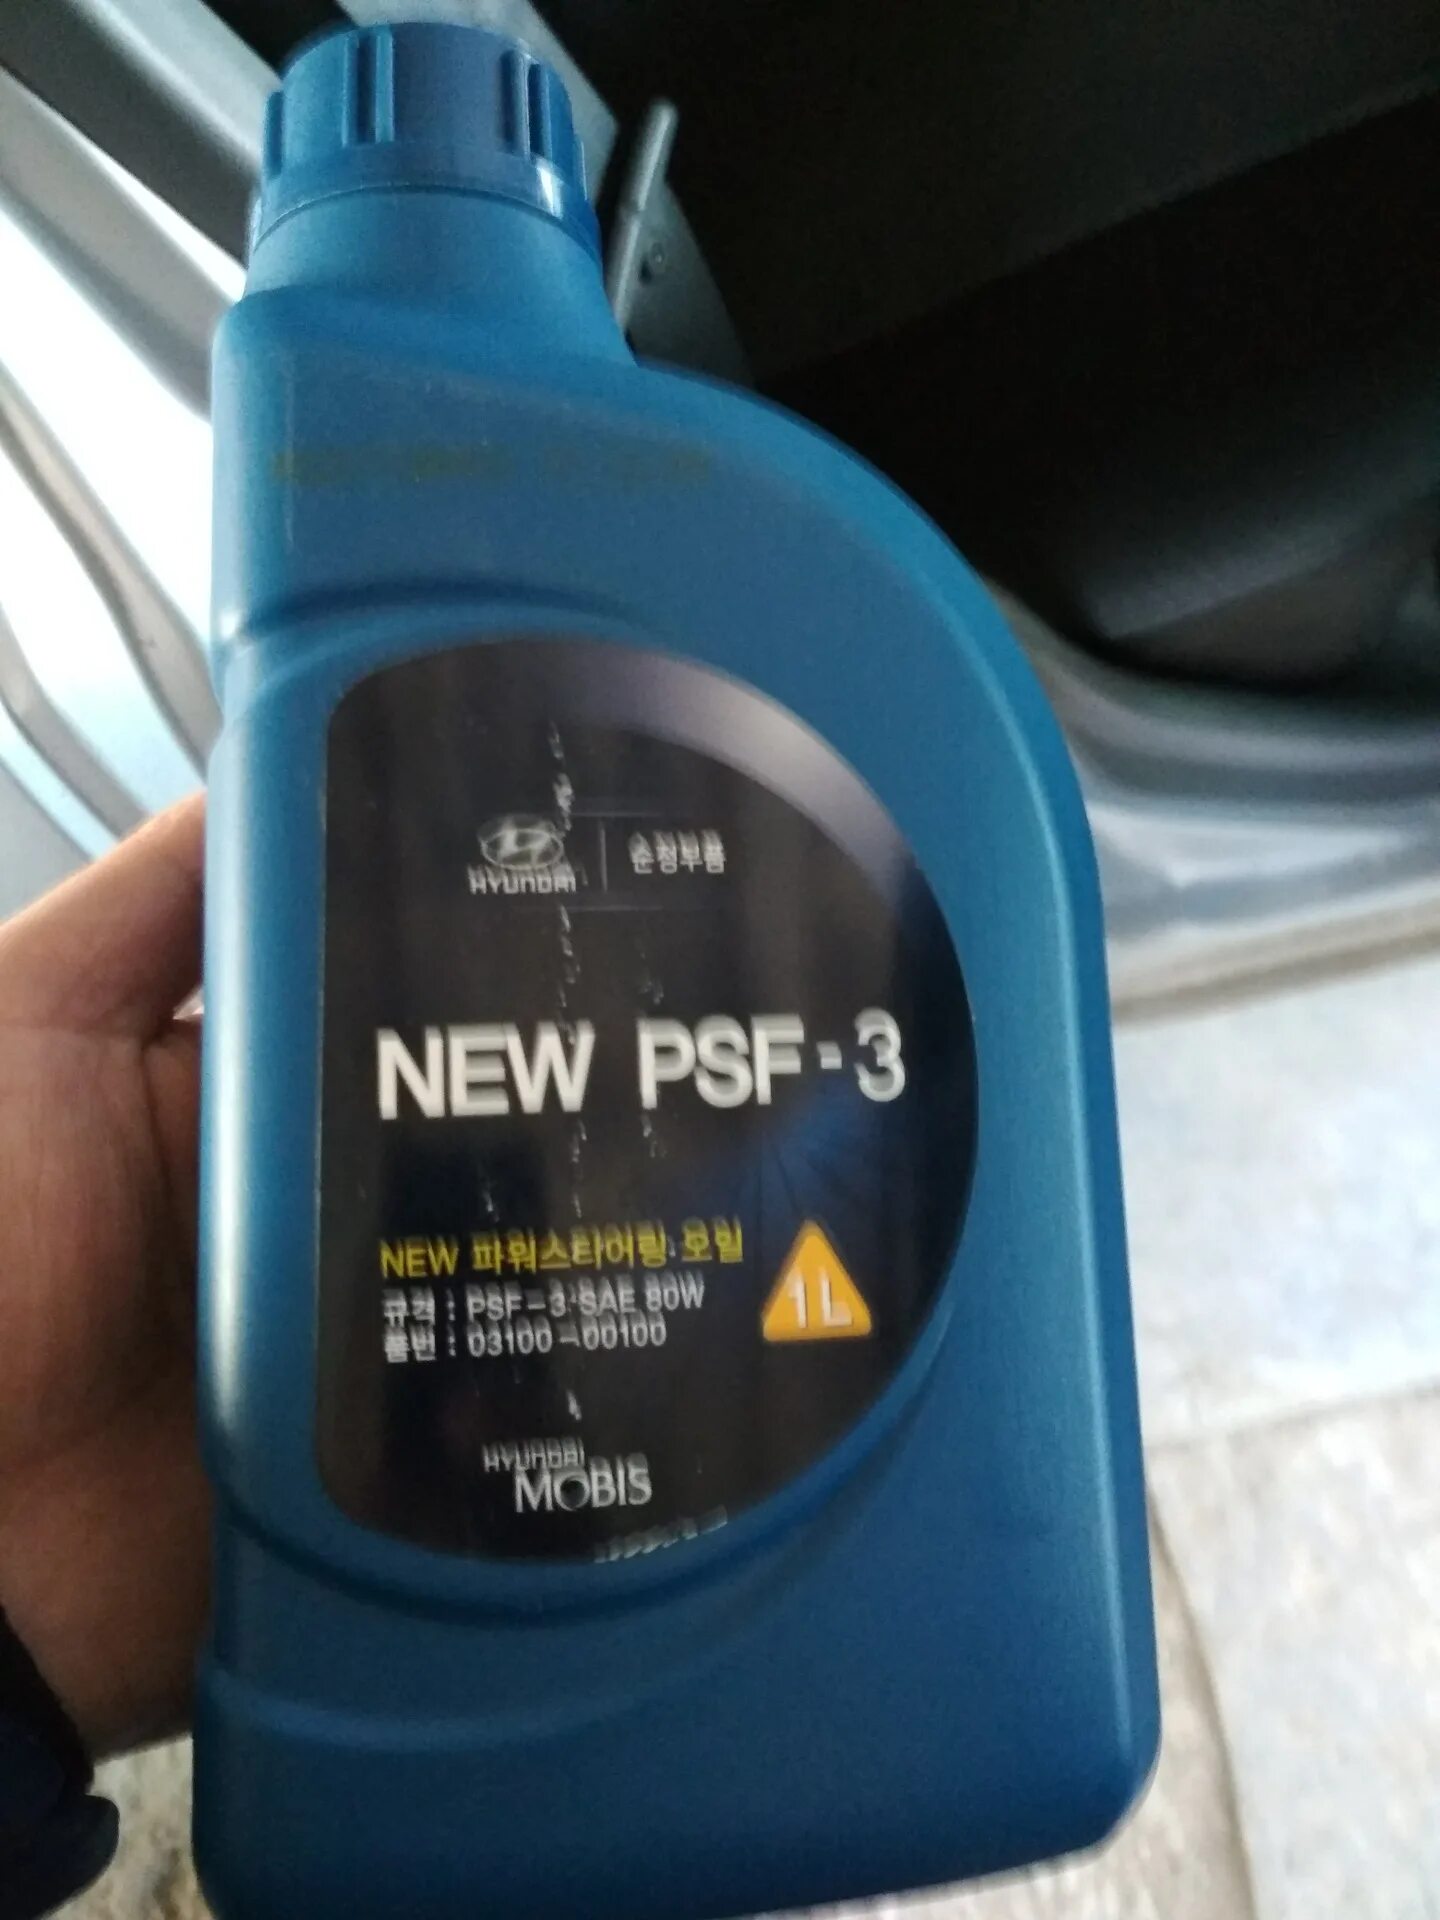 HYUNDAI 순정부품
NEW PSF-3
NEW 파워스티어링 오일
규격 : PSF-3 SAE 80W
품번 : 03100-00100
1L
HYUNDAI
MOBIS